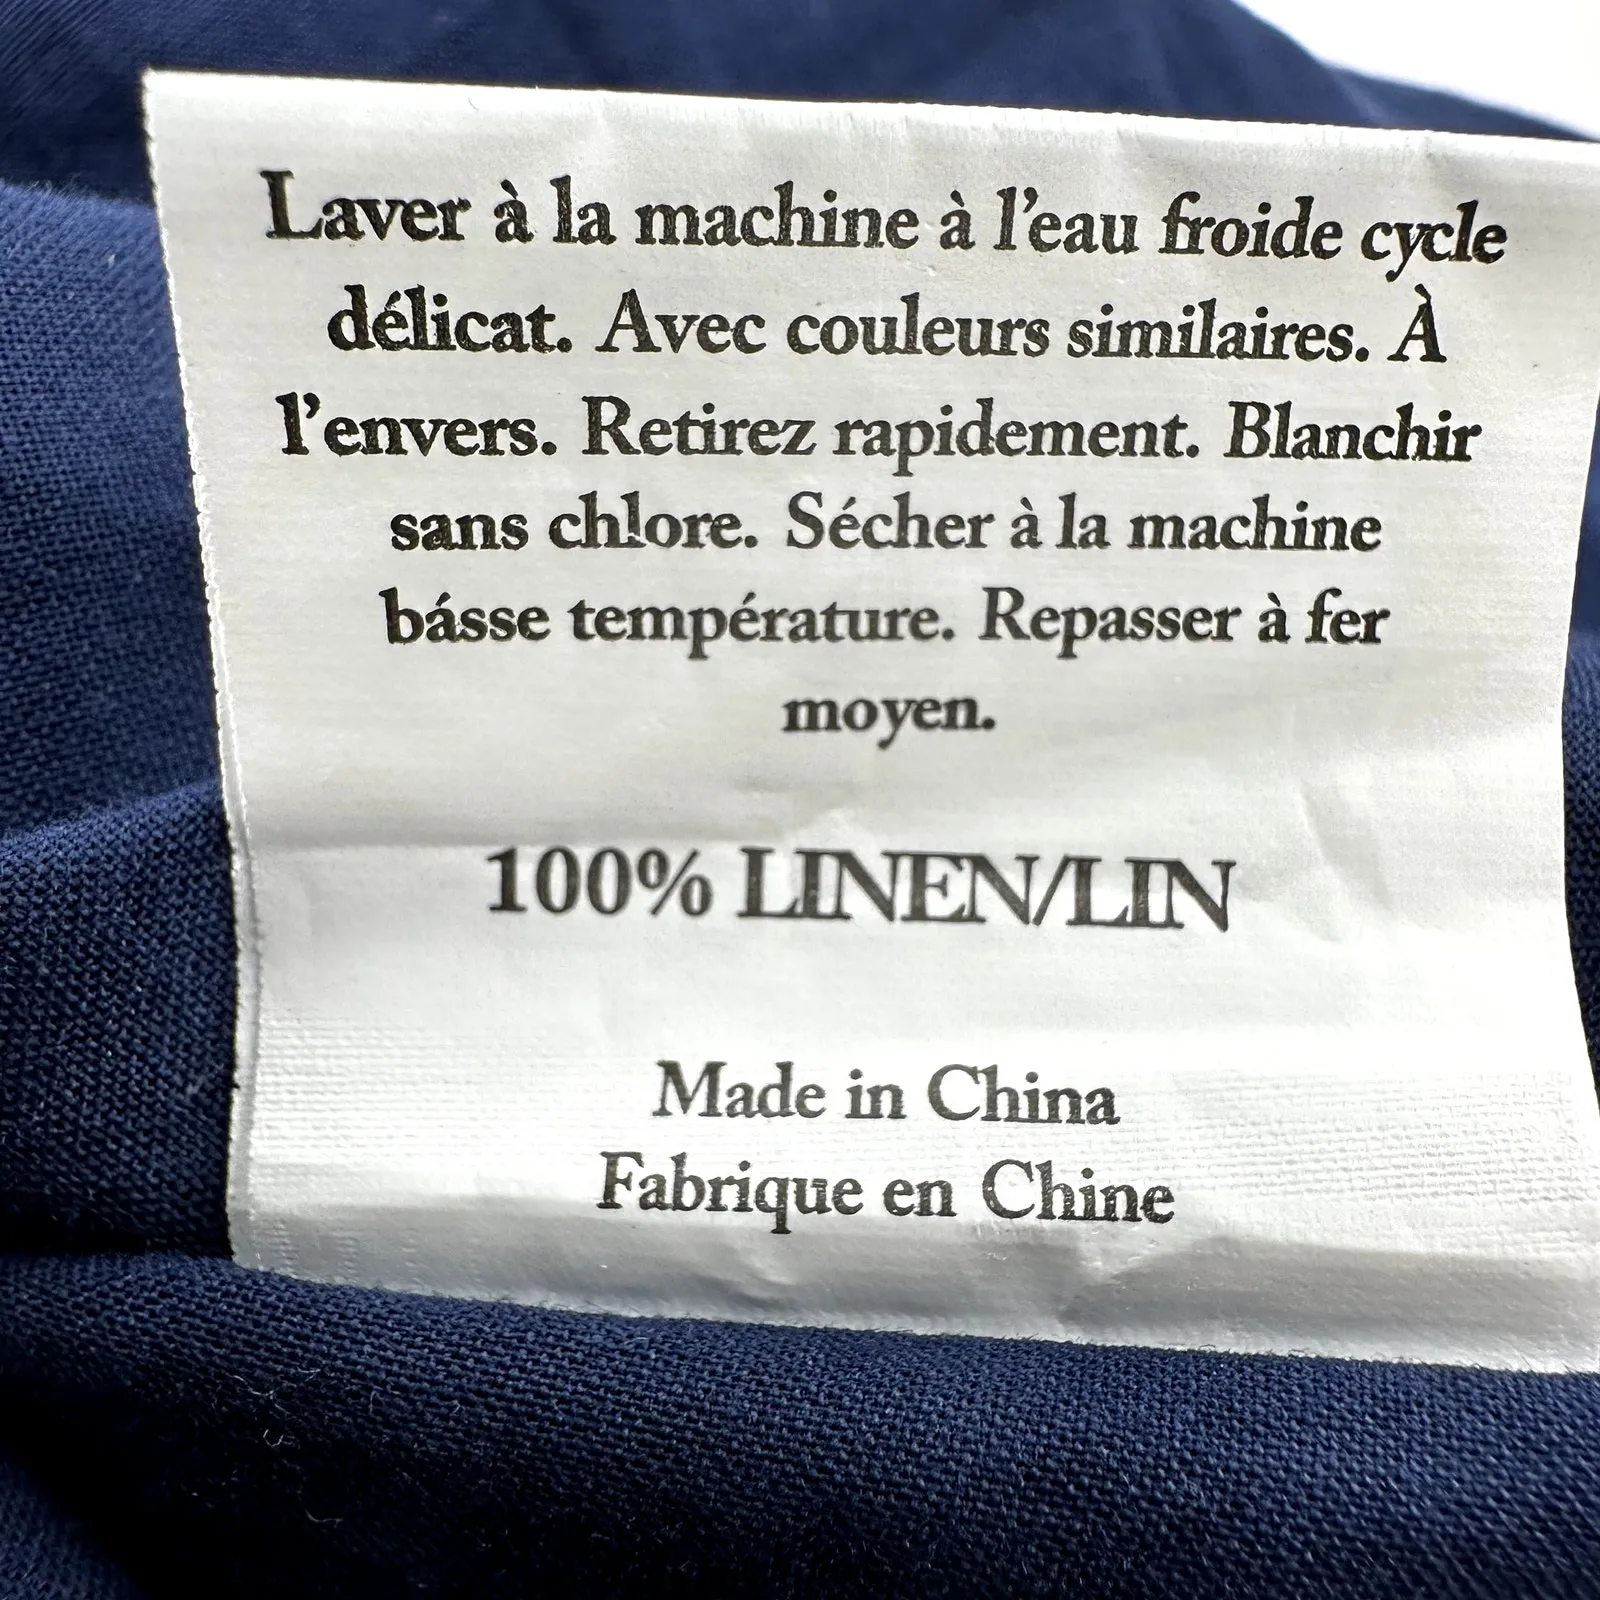 Laver à la machine à l'eau froide cycle
délicat. Avec couleurs similaires. À
l'envers. Retirez rapidement. Blanchir
sans chlore. Sécher à la machine
básse température. Repasser à fer
moyen.
100% LINEN/LIN
Made in China
Fabrique en Chine